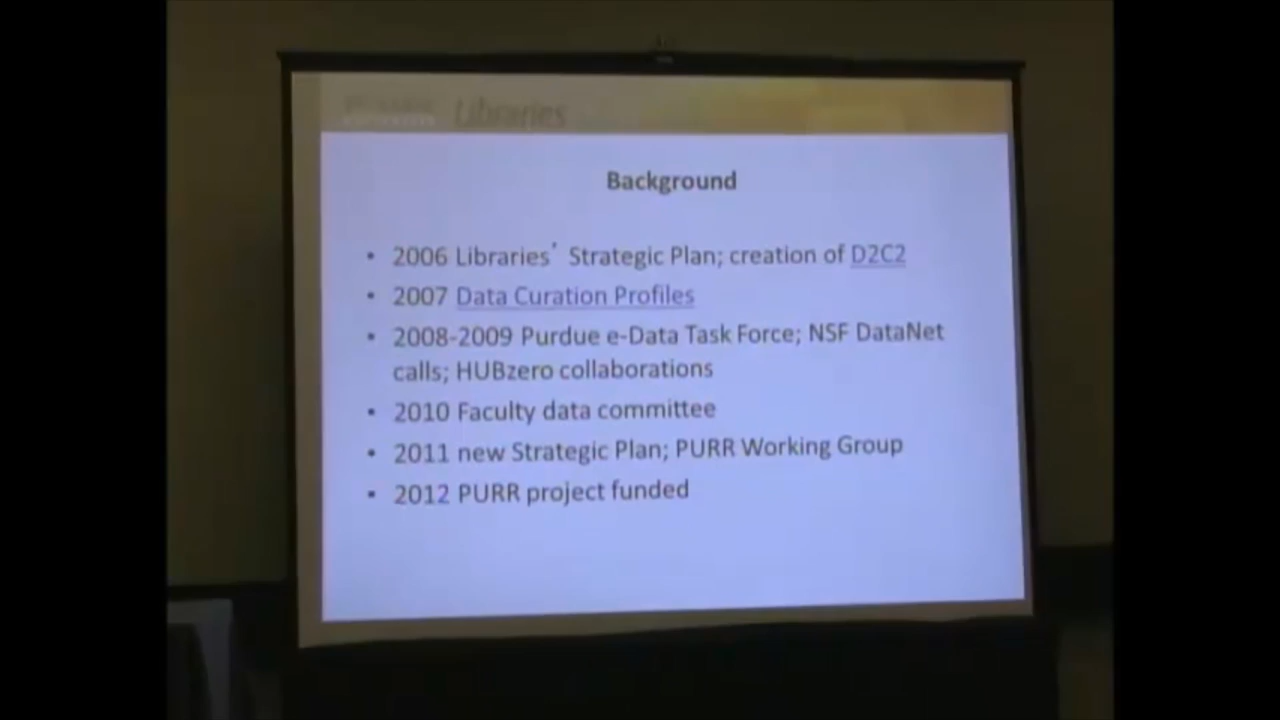 Libraries
Background
• 2006 Libraries' Strategic Plan; creation of D2C2
• 2007 Data Curation Profiles
• 2008-2009 Purdue e-Data Task Force; NSF DataNet
calls; HUBzero collaborations
• 2010 Faculty data committee
• 2011 new Strategic Plan; PURR Working Group
• 2012 PURR project funded